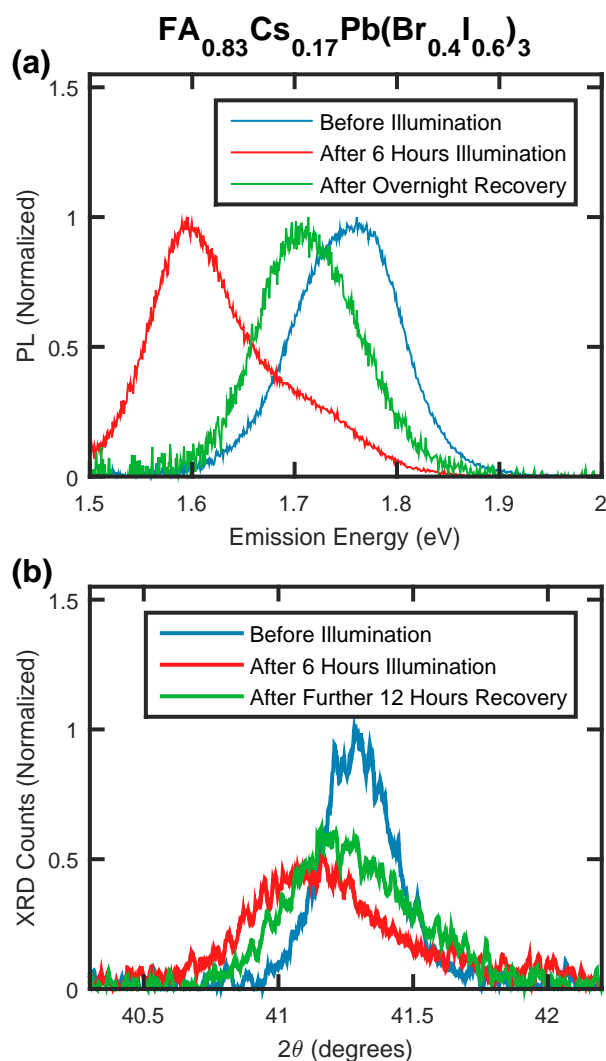 FA0.83Cs0.17Pb(Br0.4I0.6)3
(a)
1.5
Before Illumination
After 6 Hours Illumination
After Overnight Recovery
1
0.5
0
PL (Normalized)
1.5 1.6 1.7 1.8 1.9 2
Emission Energy (eV)
(b)
1.5
Before Illumination
After 6 Hours Illumination
After Further 12 Hours Recovery
1
0.5
0
XRD Counts (Normalized)
40.5 41 41.5 42
2θ (degrees)